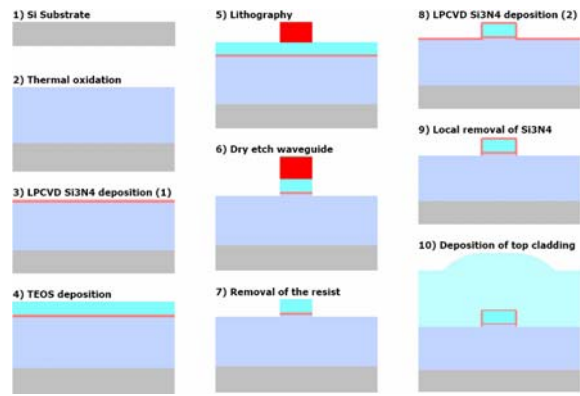 1) Si Substrate
2) Thermal oxidation
3) LPCVD Si3N4 deposition (1)
4) TEOS deposition
5) Lithography
6) Dry etch waveguide
7) Removal of the resist
8) LPCVD Si3N4 deposition (2)
9) Local removal of Si3N4
10) Deposition of top cladding